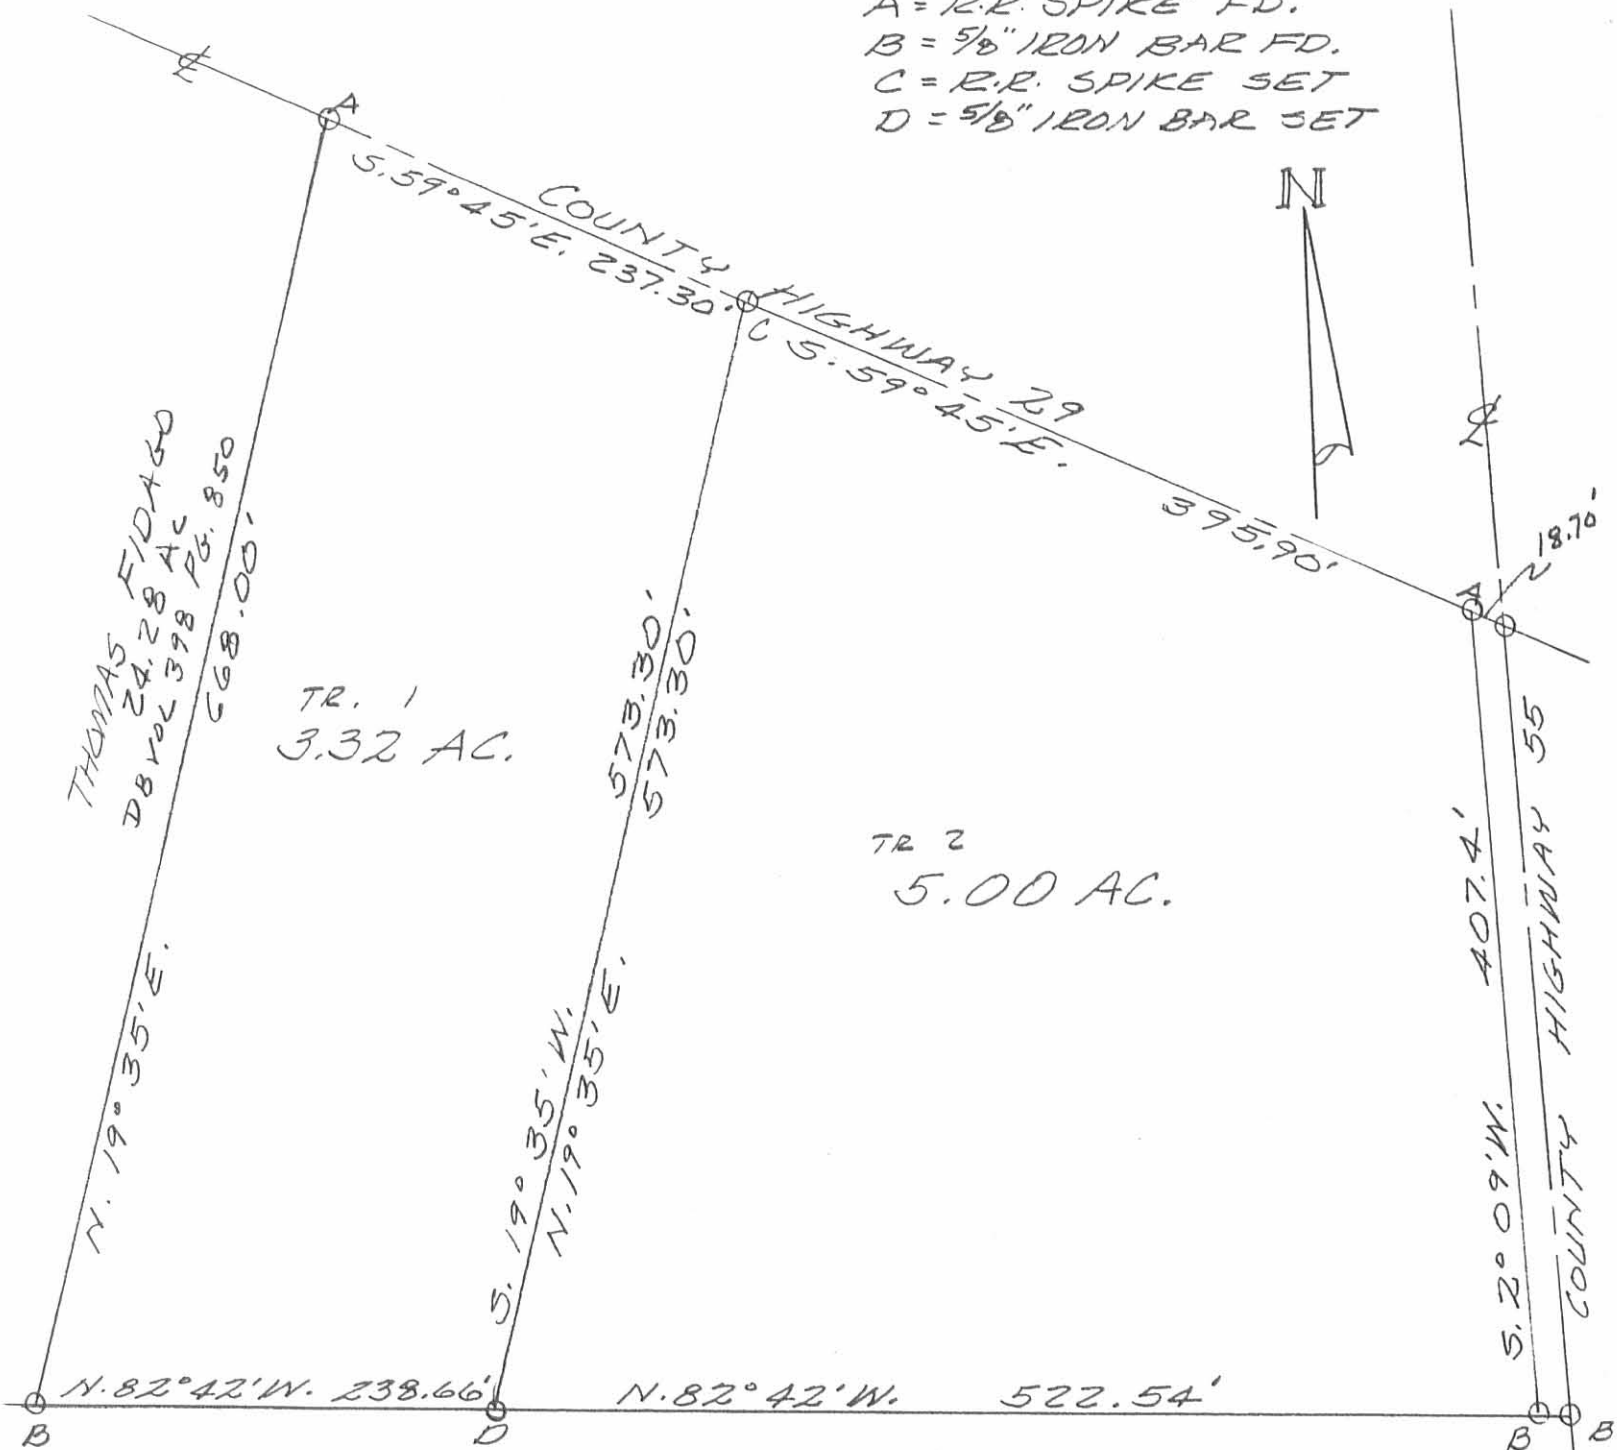 A = R.R. SPIKE FD.
B = 5/8" IRON BAR FD.
C = R.R. SPIKE SET
D = 5/8" IRON BAR SET
N
℄
A
S. 59° 45' E. 237.30'
COUNTY HIGHWAY 29
C
S. 59° 45' E. 395.90'
℄
18.70'
A
THOMAS FIDAGO
24.28 AC
DB VOL 398 PG. 850
N. 19° 35' E. 668.00'
TR. 1
3.32 AC.
S. 19° 35' W. 573.30'
N. 19° 35' E. 573.30'
TR 2
5.00 AC.
S. 2° 09' W. 407.4'
COUNTY HIGHWAY 55
N. 82° 42' W. 238.66'
N. 82° 42' W. 522.54'
B
D
B
B